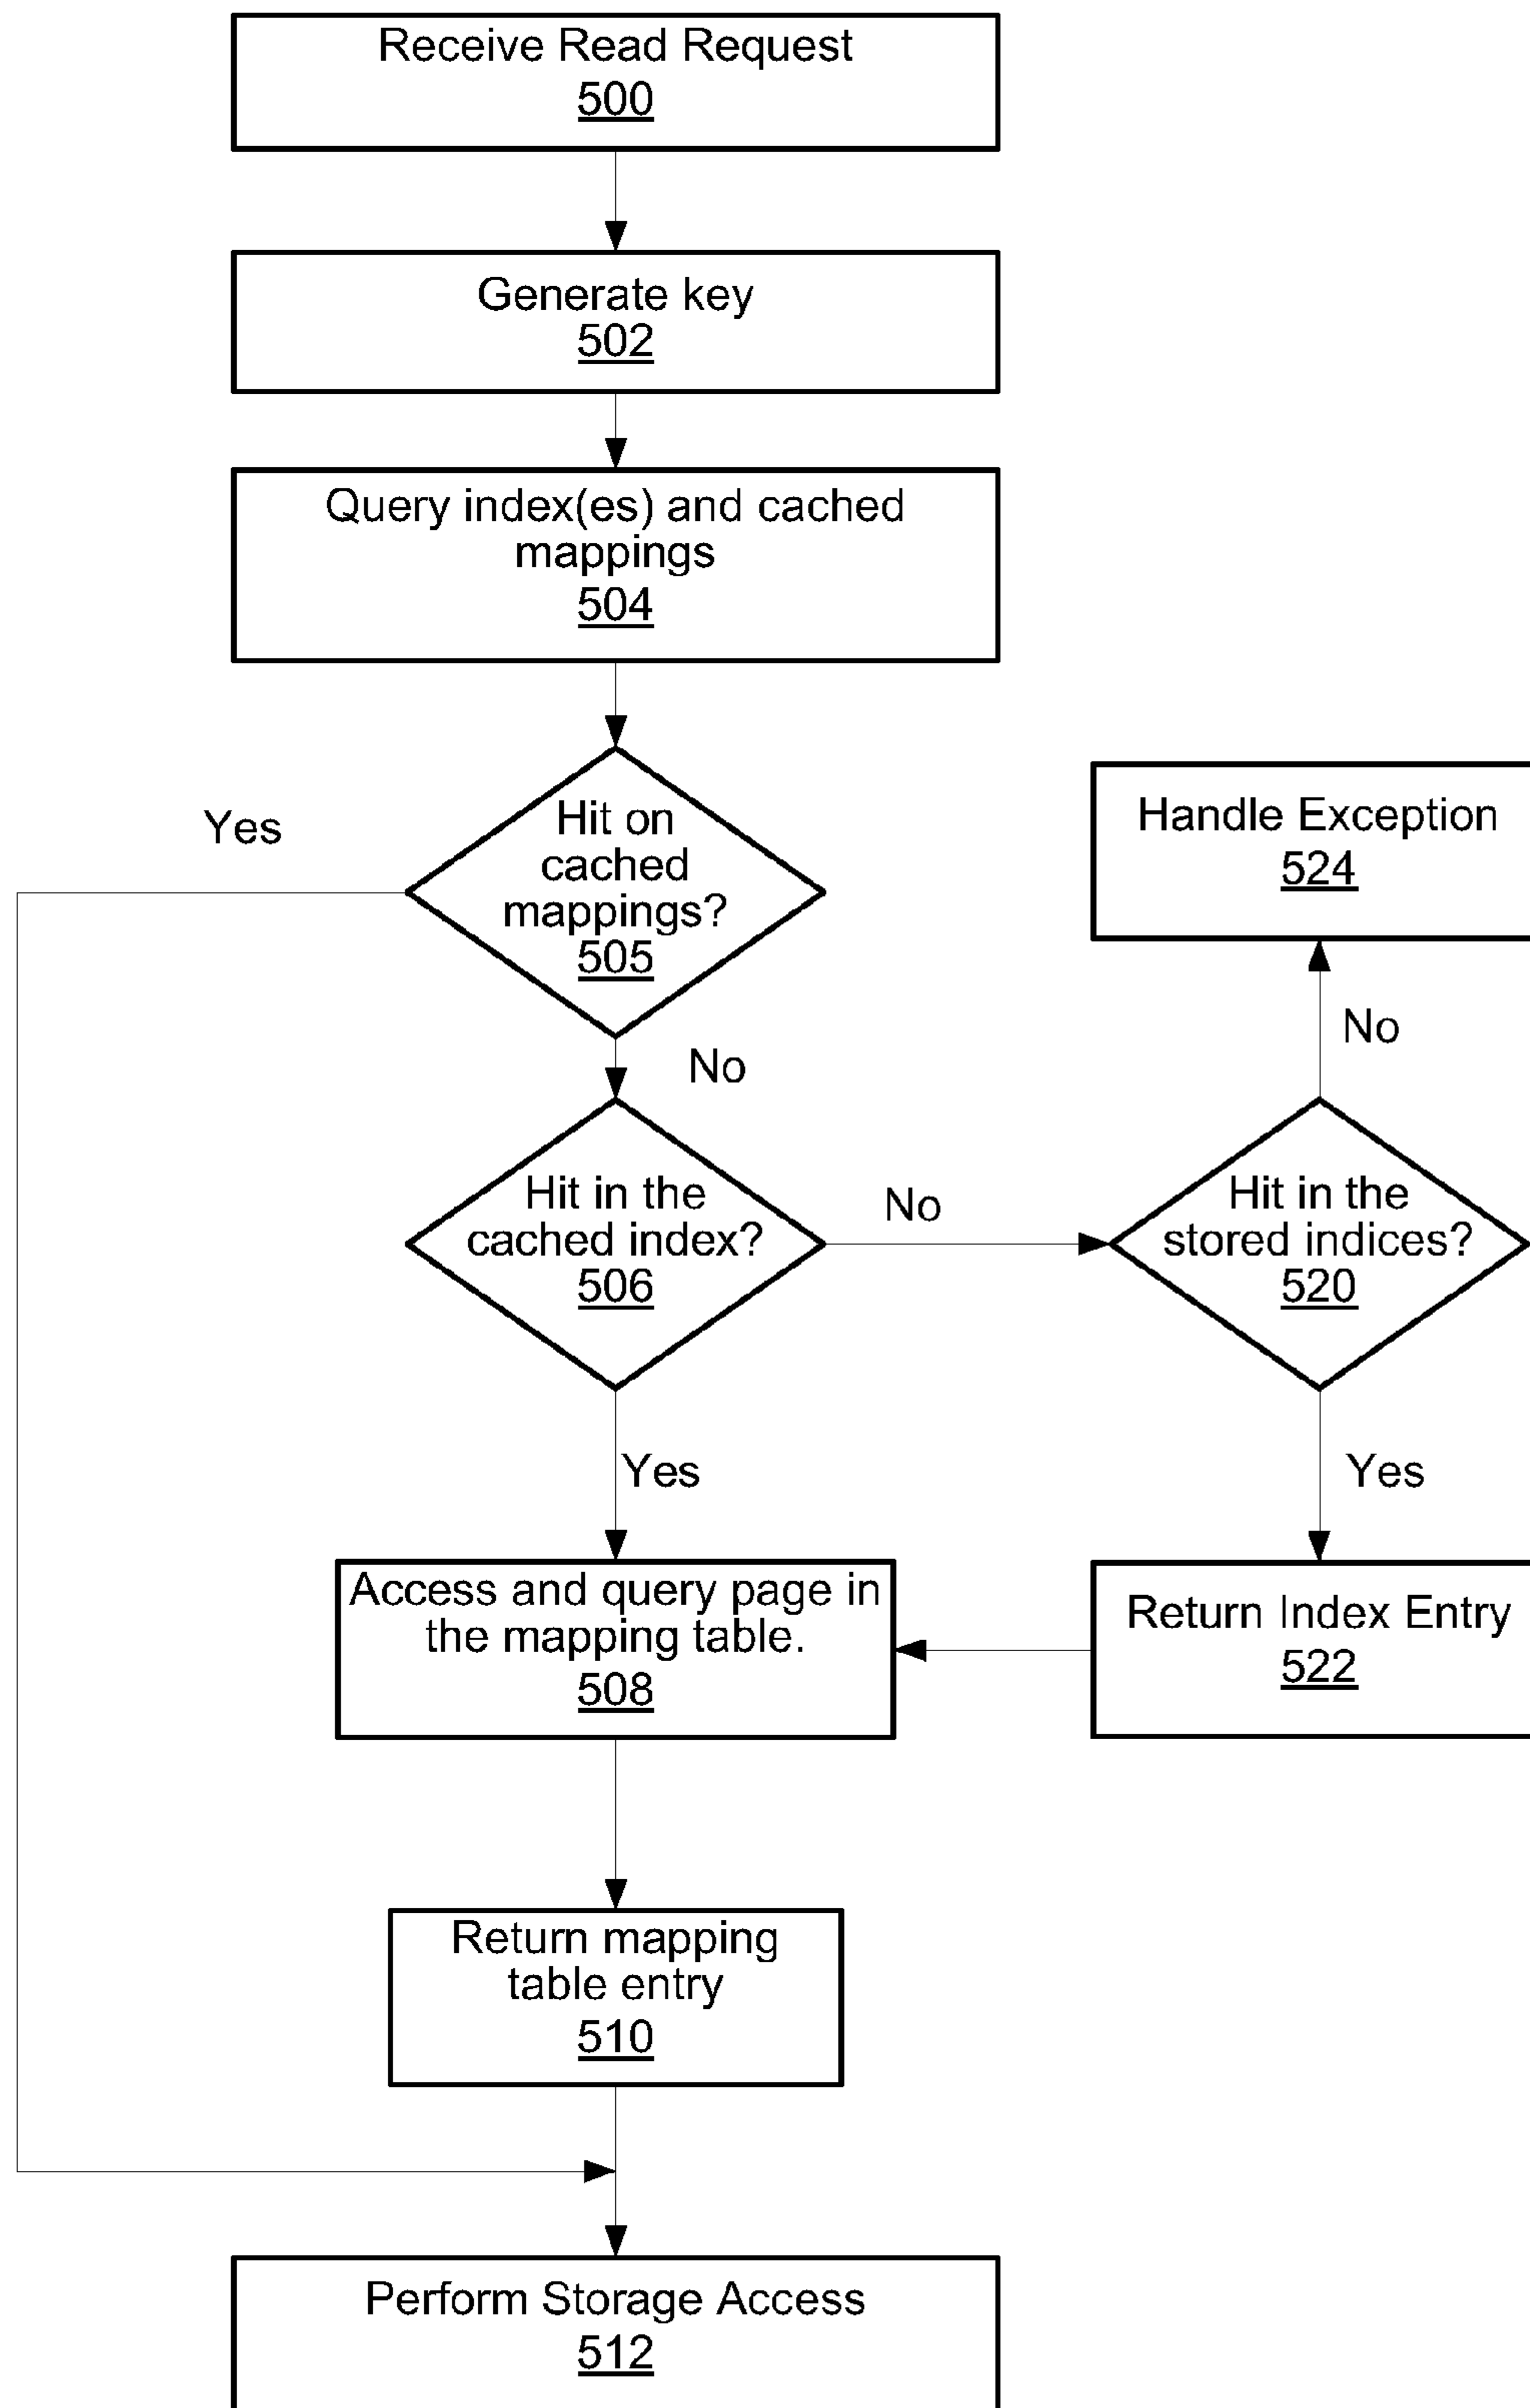 Receive Read Request
500
Generate key
502
Query index(es) and cached
mappings
504
Yes
Hit on
cached
mappings?
505
Handle Exception
524
No
No
Hit in the
cached index?
506
No
Hit in the
stored indices?
520
Yes
Yes
Access and query page in
the mapping table.
508
Return Index Entry
522
Return mapping
table entry
510
Perform Storage Access
512